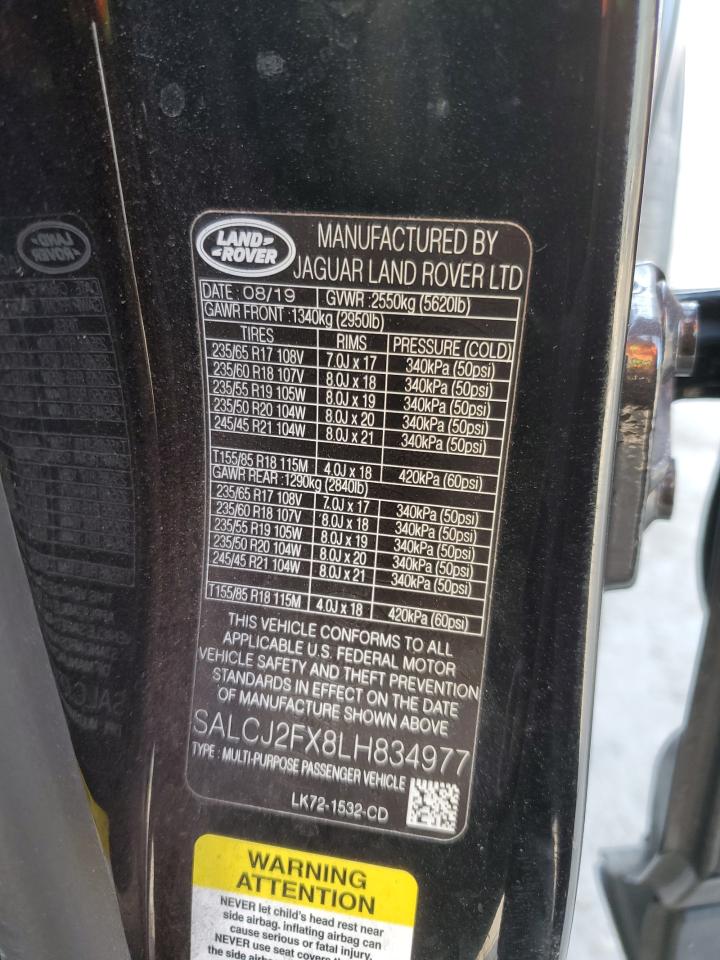 LAND ROVER
MANUFACTURED BY
JAGUAR LAND ROVER LTD
DATE : 08/19 GVWR :2550kg (5620lb)
GAWR FRONT :1340kg (2950lb)
TIRES RIMS PRESSURE (COLD)
235/65 R17 108V 7.0J x 17 340kPa (50psi)
235/60 R18 107V 8.0J x 18 340kPa (50psi)
235/55 R19 105W 8.0J x 19 340kPa (50psi)
235/50 R20 104W 8.0J x 20 340kPa (50psi)
245/45 R21 104W 8.0J x 21 340kPa (50psi)
T155/85 R18 115M 4.0J x 18 420kPa (60psi)
GAWR REAR :1290kg (2840lb)
235/65 R17 108V 7.0J x 17 340kPa (50psi)
235/60 R18 107V 8.0J x 18 340kPa (50psi)
235/55 R19 105W 8.0J x 19 340kPa (50psi)
235/50 R20 104W 8.0J x 20 340kPa (50psi)
245/45 R21 104W 8.0J x 21 340kPa (50psi)
T155/85 R18 115M 4.0J x 18 420kPa (60psi)
THIS VEHICLE CONFORMS TO ALL
APPLICABLE U.S. FEDERAL MOTOR
VEHICLE SAFETY AND THEFT PREVENTION
STANDARDS IN EFFECT ON THE DATE
OF MANUFACTURE SHOWN ABOVE
SALCJ2FX8LH834977
TYPE : MULTI-PURPOSE PASSENGER VEHICLE
LK72-1532-CD
WARNING
ATTENTION
NEVER let child's head rest near
side airbag. inflating airbag can
cause serious or fatal injury.
NEVER use seat covers
the side